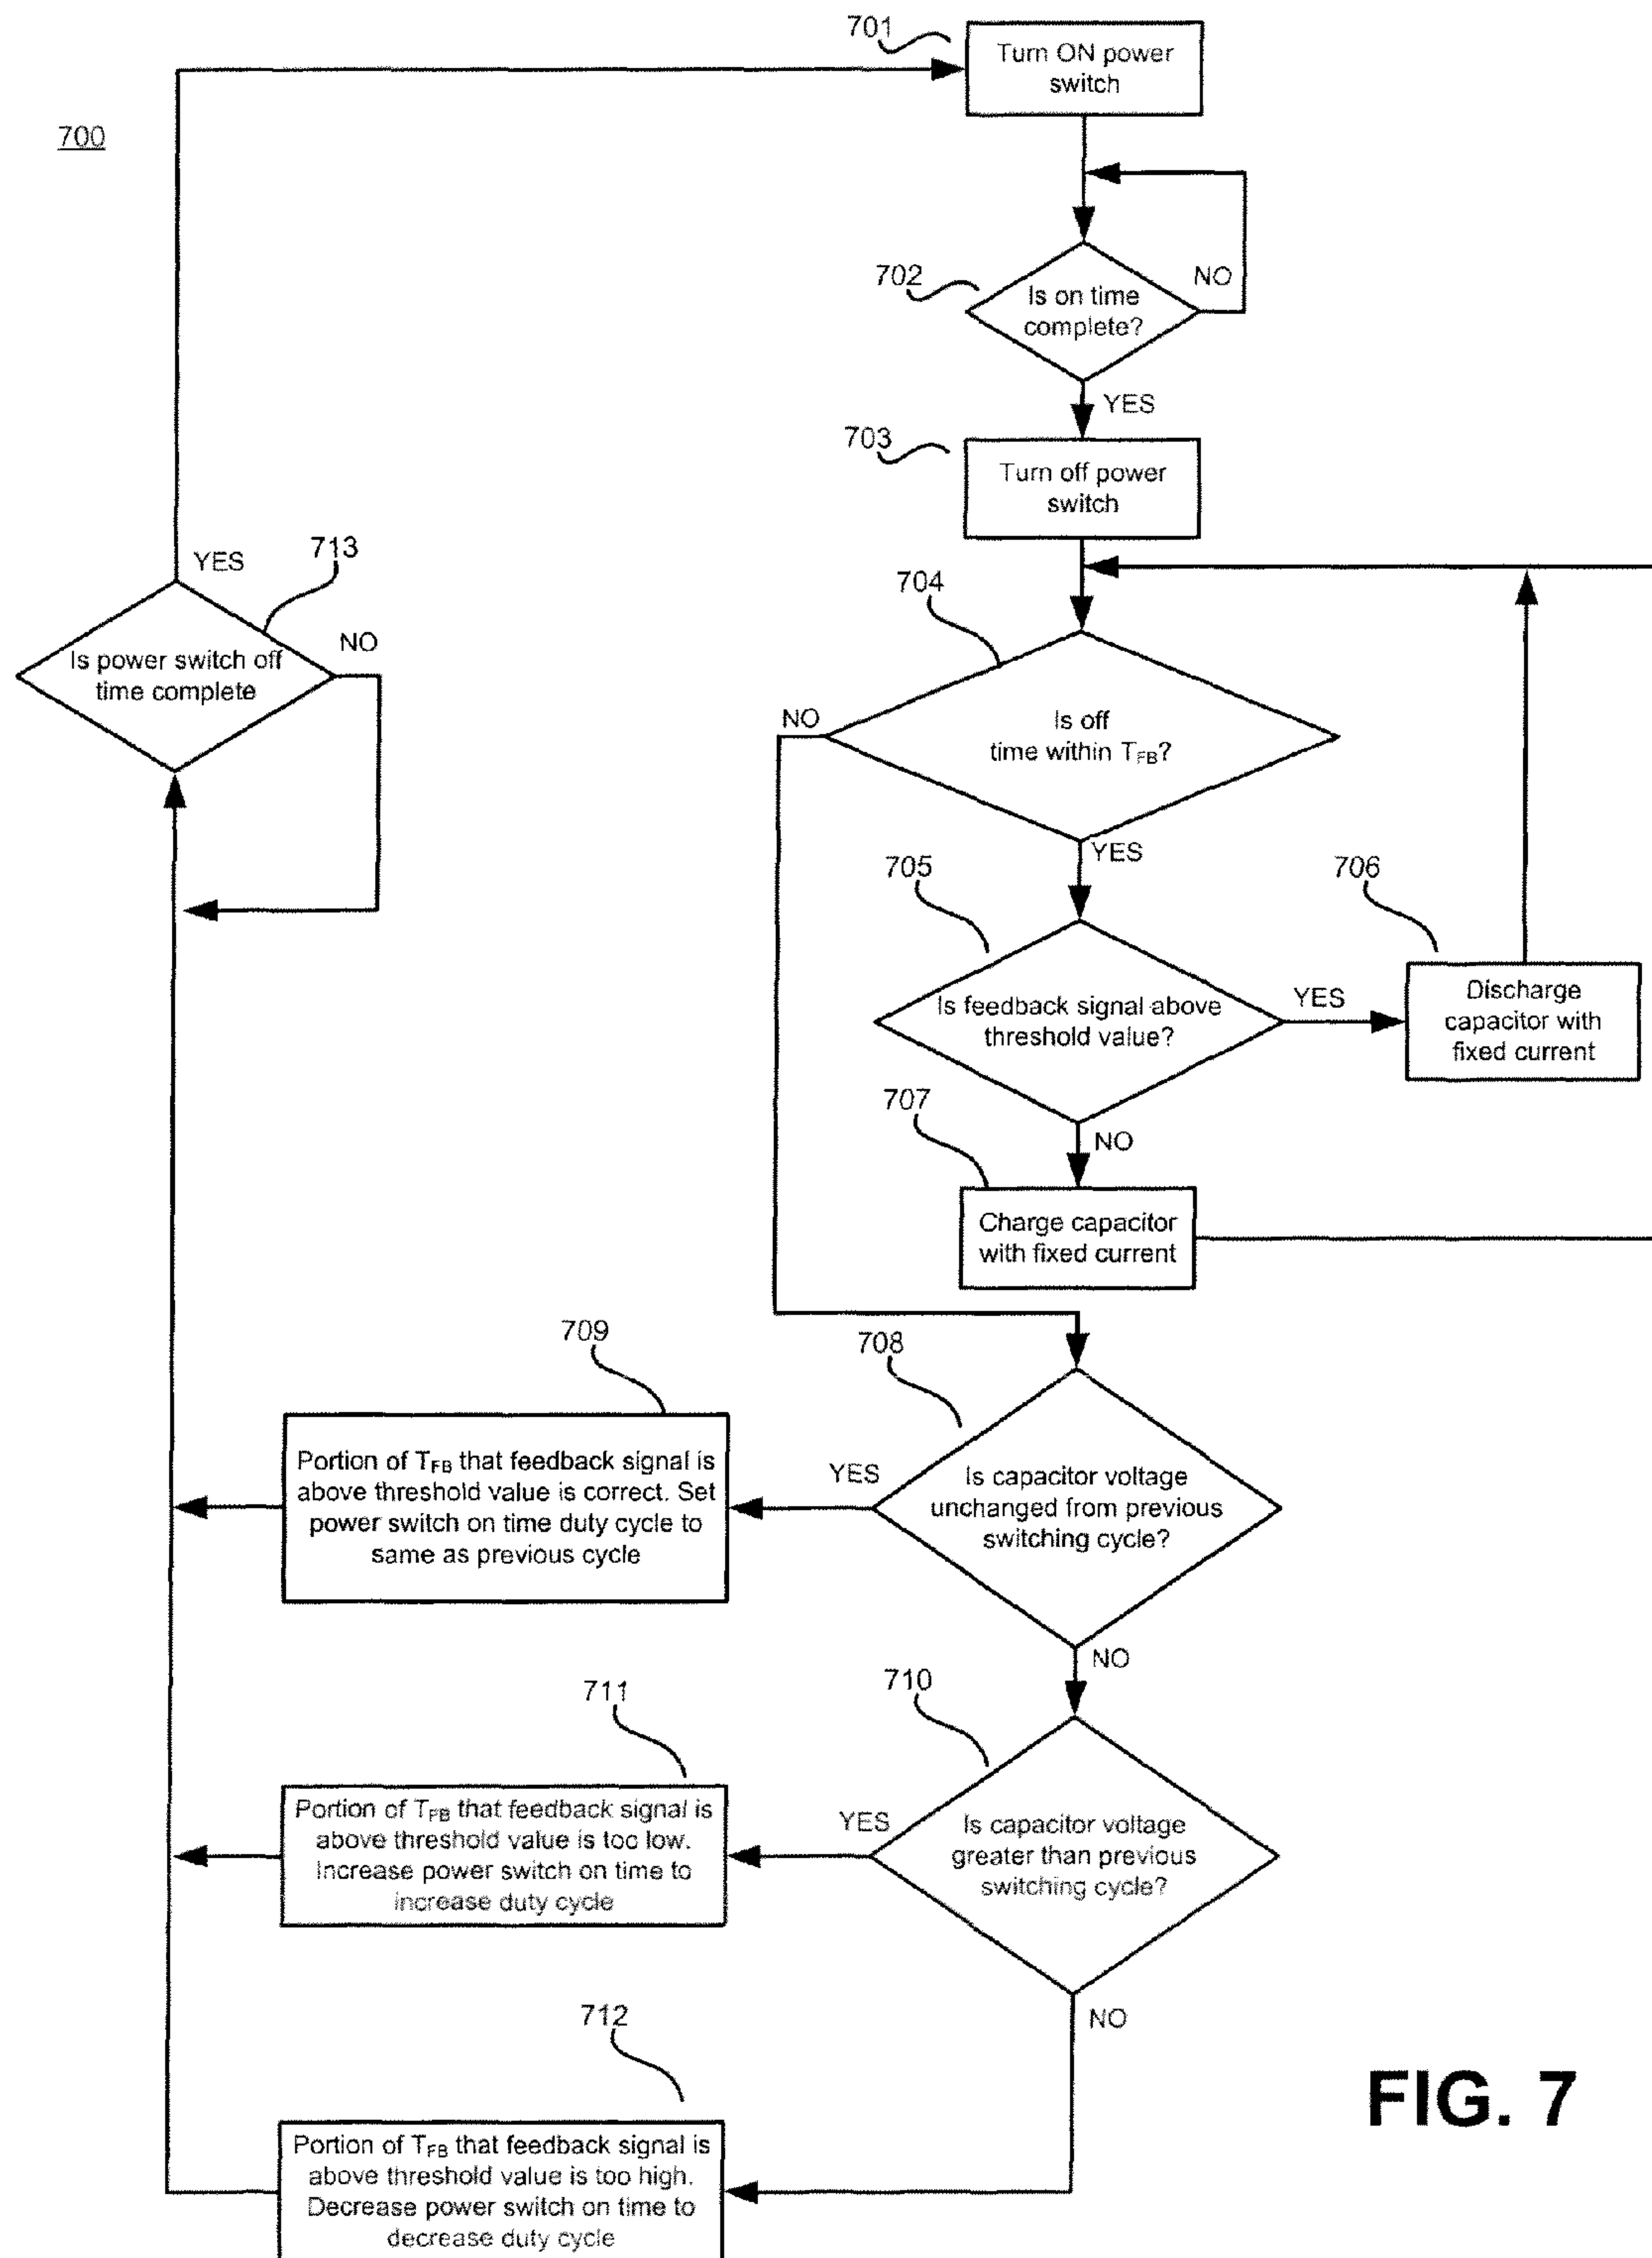 701
Turn ON power
switch
700
702
Is on time
complete?
NO
YES
703
Turn off power
switch
713
YES
NO
Is power switch off
time complete
704
NO
Is off
time within TFB?
YES
705
Is feedback signal above
threshold value?
YES
706
Discharge
capacitor with
fixed current
707
NO
Charge capacitor
with fixed current
708
709
Portion of TFB that feedback signal is
above threshold value is correct. Set
power switch on time duty cycle to
same as previous cycle
YES
Is capacitor voltage
unchanged from previous
switching cycle?
NO
710
711
Portion of TFB that feedback signal is
above threshold value is too low.
Increase power switch on time to
increase duty cycle
YES
Is capacitor voltage
greater than previous
switching cycle?
NO
712
Portion of TFB that feedback signal is
above threshold value is too high.
Decrease power switch on time to
decrease duty cycle
FIG. 7